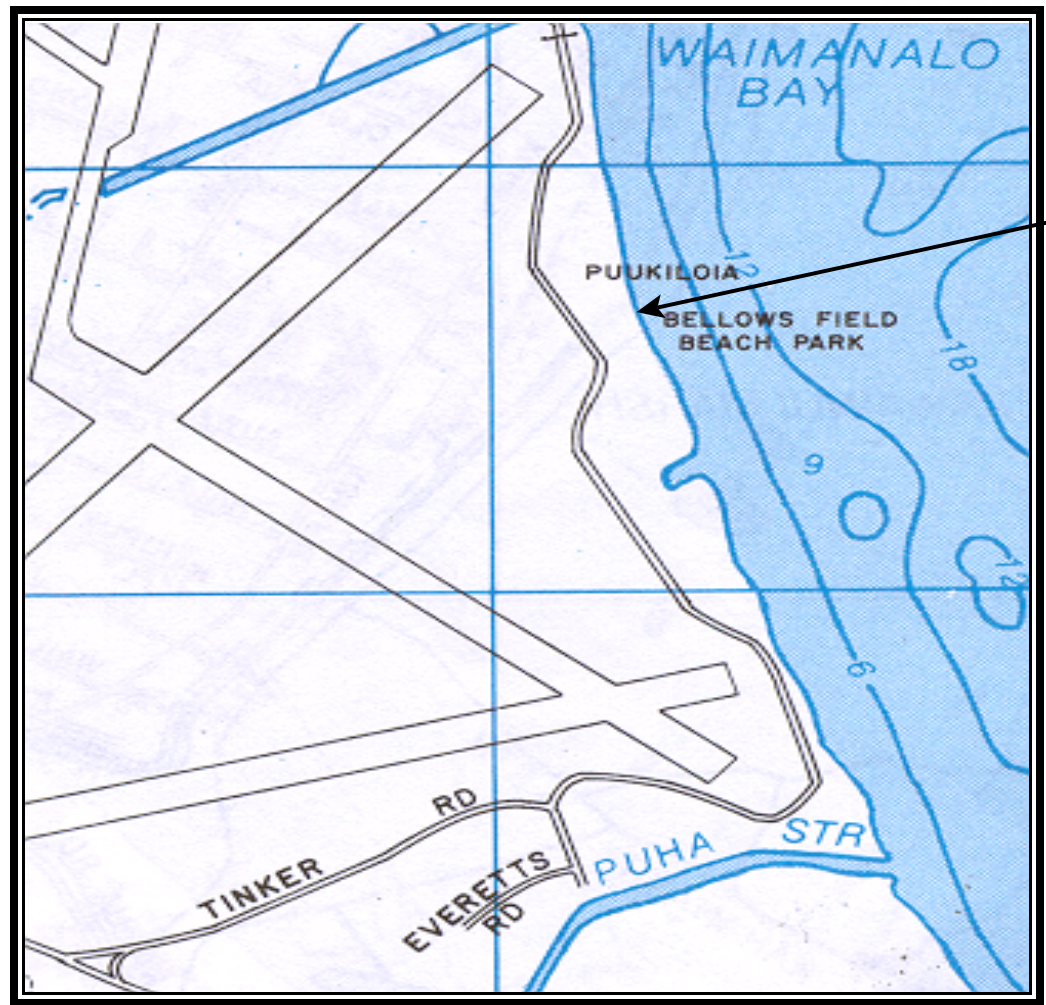 WAIMANALO
BAY
12
PUUKILOIA
BELLOWS FIELD
BEACH PARK
18
9
12
6
TINKER RD
PUHA STR
EVERETTS
RD